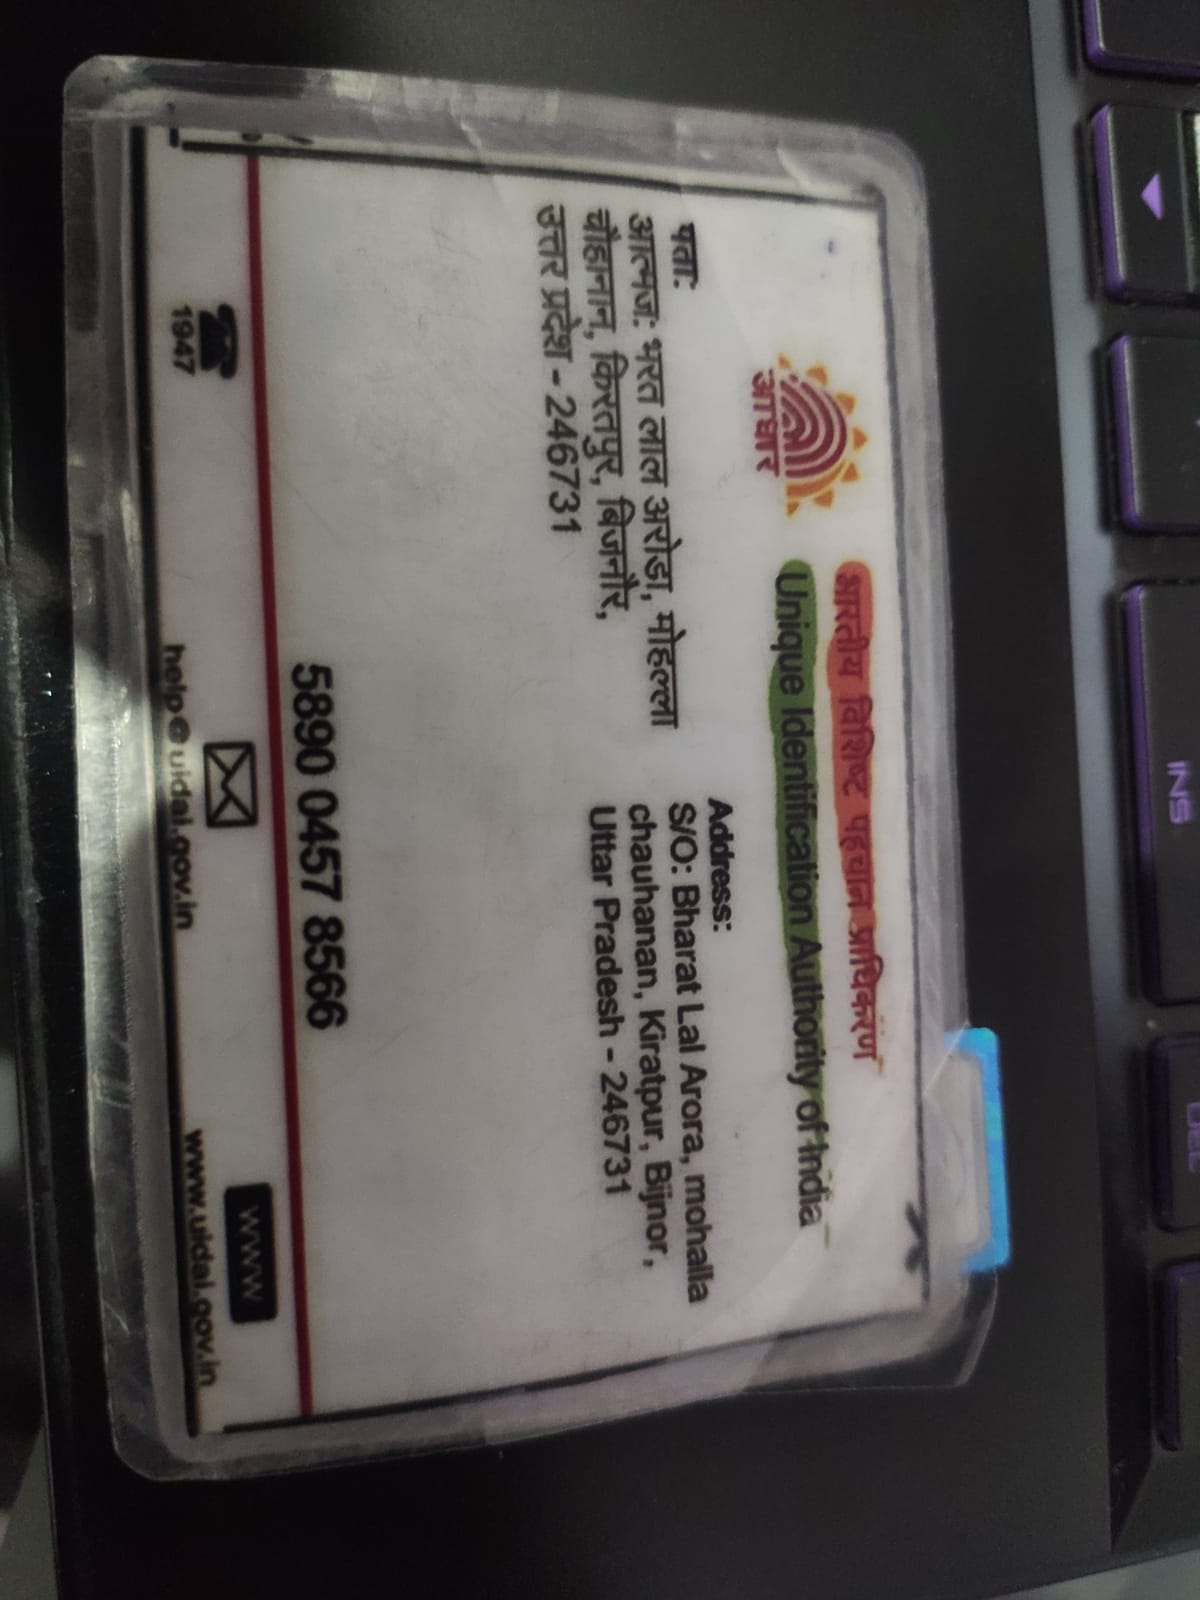 आधार
भारतीय विशिष्ट पहचान प्राधिकरण
Unique Identification Authority of India
पता:
आत्मज: भरत लाल अरोडा, मोहल्ला
चौहानान, किरतपुर, बिजनौर,
उत्तर प्रदेश - 246731
Address:
S/O: Bharat Lal Arora, mohalla
chauhanan, Kiratpur, Bijnor,
Uttar Pradesh - 246731
5890 0457 8566
1947
help@uidai.gov.in
www
www.uidai.gov.in
INS
DEL